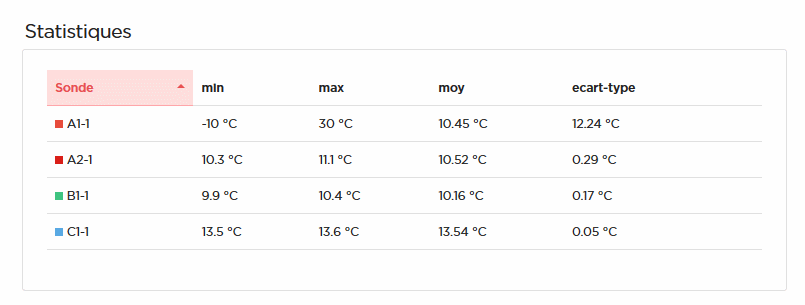 Statistiques
Sonde min max moy ecart-type
A1-1 -10 °C 30 °C 10.45 °C 12.24 °C
A2-1 10.3 °C 11.1 °C 10.52 °C 0.29 °C
B1-1 9.9 °C 10.4 °C 10.16 °C 0.17 °C
C1-1 13.5 °C 13.6 °C 13.54 °C 0.05 °C